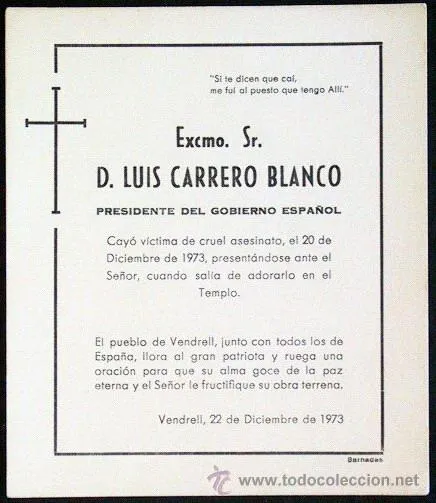 "Si te dicen que caí,
me fuí al puesto que tengo Allí."
Excmo. Sr.
D. LUIS CARRERO BLANCO
PRESIDENTE DEL GOBIERNO ESPAÑOL
Cayó víctima de cruel asesinato, el 20 de
Diciembre de 1973, presentándose ante el
Señor, cuando salía de adorarlo en el
Templo.
El pueblo de Vendrell, junto con todos los de
España, llora al gran patriota y ruega una
oración para que su alma goce de la paz
eterna y el Señor le fructifique su obra terrena.
Vendrell, 22 de Diciembre de 1973
Barnadas
www.todocoleccion.net